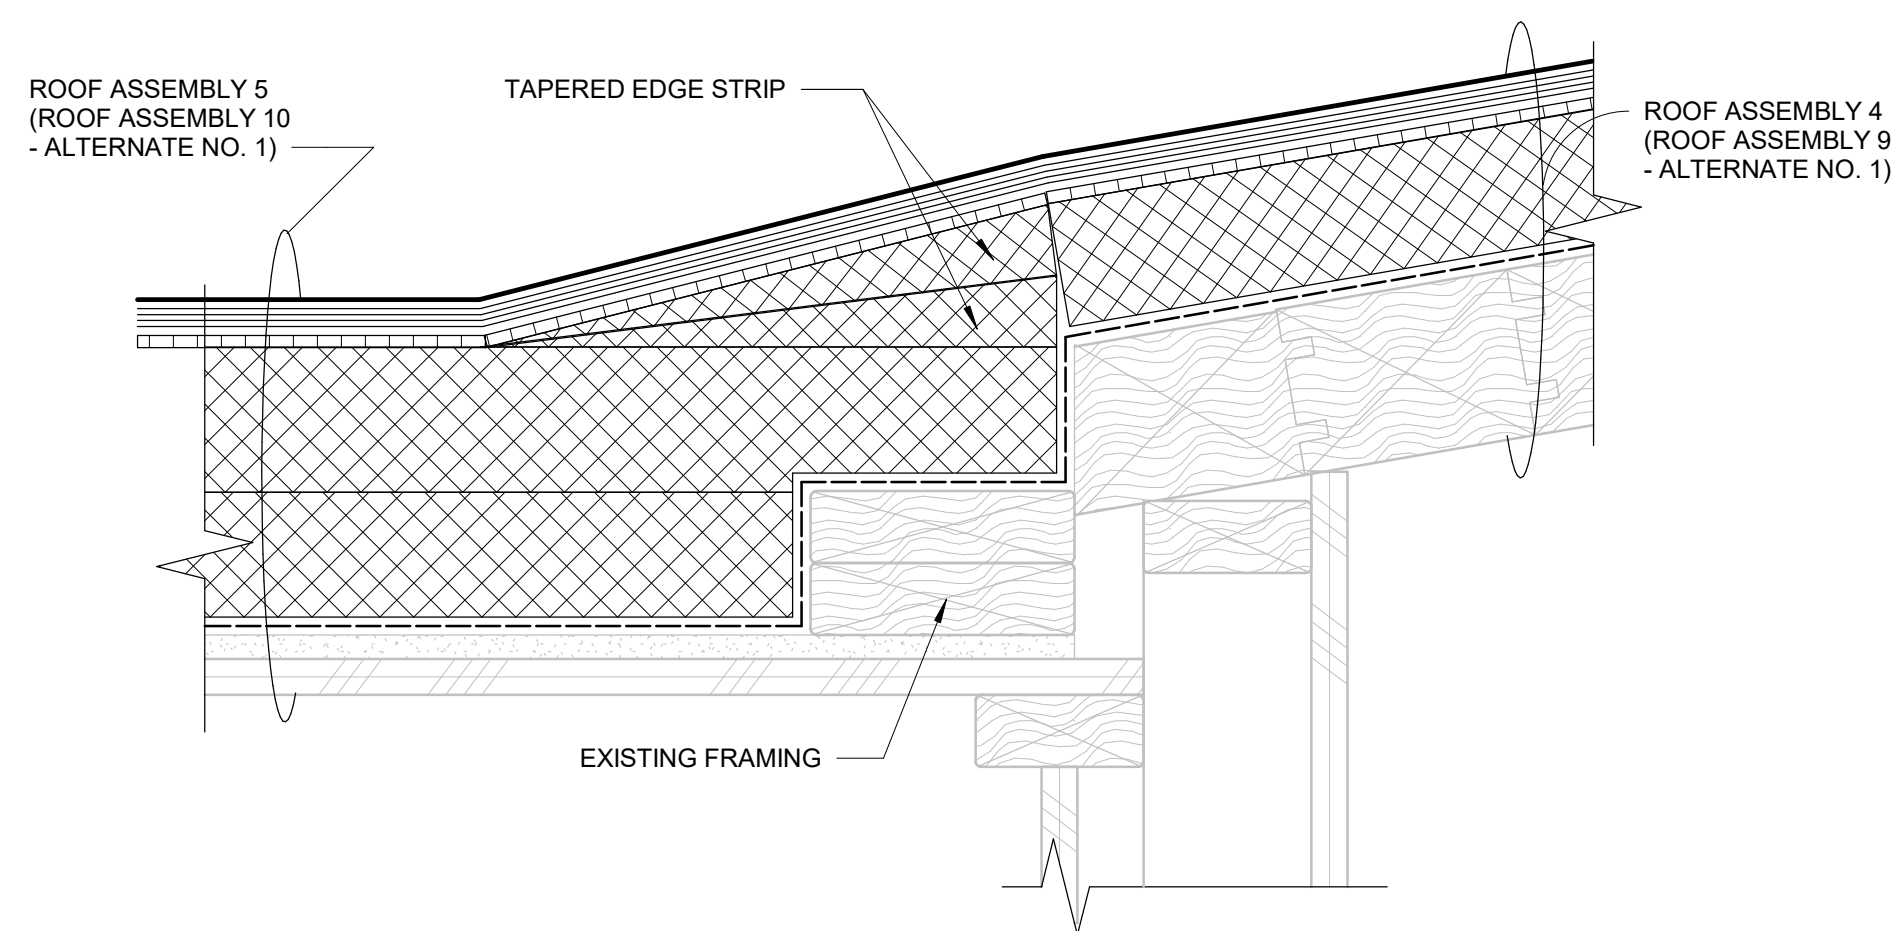 ROOF ASSEMBLY 5
(ROOF ASSEMBLY 10
- ALTERNATE NO. 1)
TAPERED EDGE STRIP
ROOF ASSEMBLY 4
(ROOF ASSEMBLY 9
- ALTERNATE NO. 1)
EXISTING FRAMING